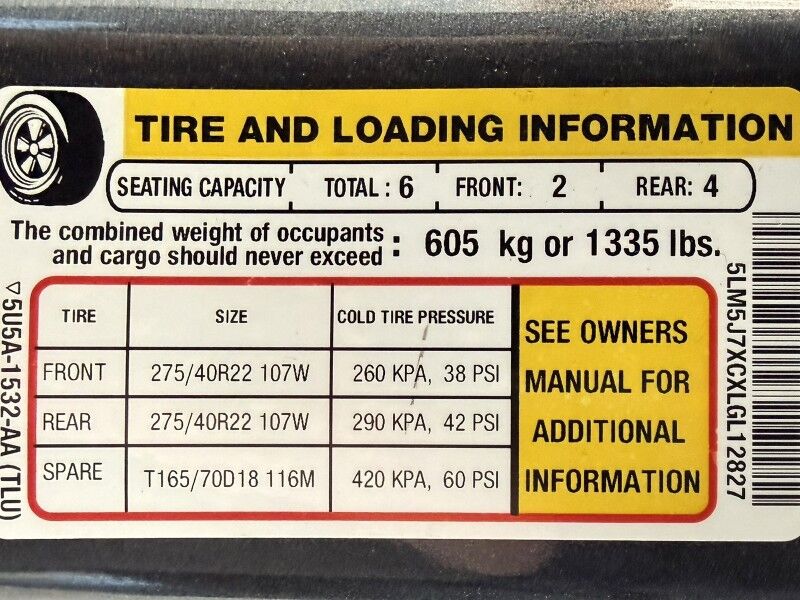 TIRE AND LOADING INFORMATION
SEATING CAPACITY TOTAL : 6 FRONT: 2 REAR: 4
The combined weight of occupants
and cargo should never exceed : 605 kg or 1335 lbs.
TIRE SIZE COLD TIRE PRESSURE
FRONT 275/40R22 107W 260 KPA, 38 PSI
REAR 275/40R22 107W 290 KPA, 42 PSI
SPARE T165/70D18 116M 420 KPA, 60 PSI
SEE OWNERS
MANUAL FOR
ADDITIONAL
INFORMATION
▽5U5A-1532-AA (TLU)
5LM5J7XCXLGL12827